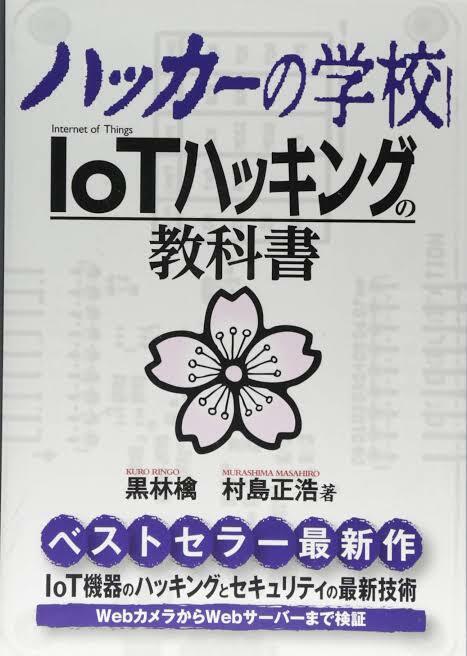 ハッカーの学校
Internet of Things
IoTハッキングの
教科書
KURO RINGO MURASHIMA MASAHIRO
黒林檎 村島正浩 著
ベストセラー最新作
IoT機器のハッキングとセキュリティの最新技術
WebカメラからWebサーバーまで検証